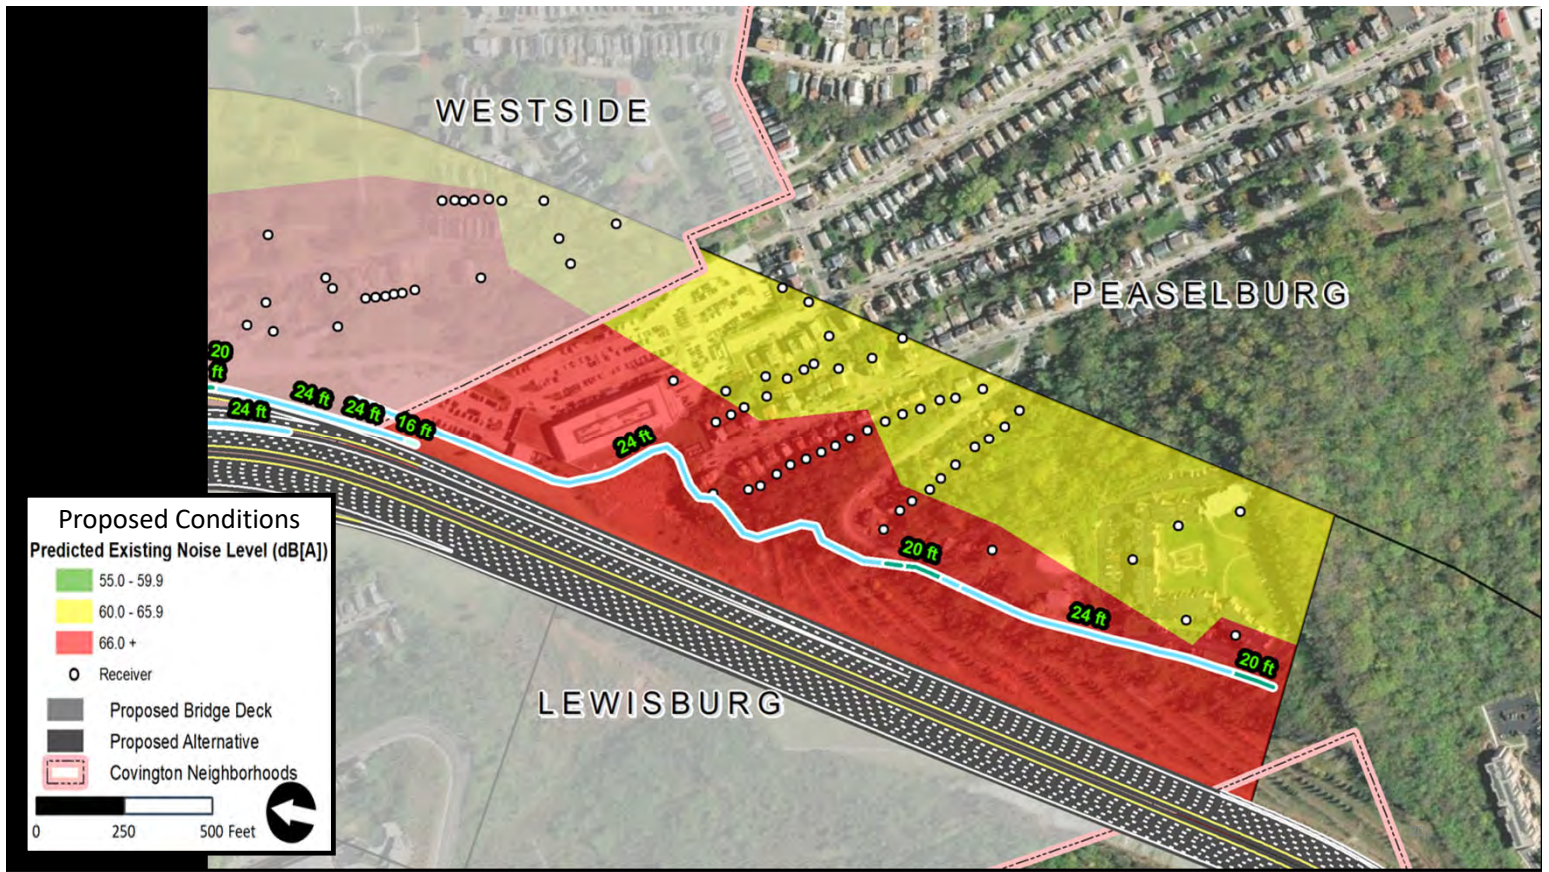 WESTSIDE
PEASELBURG
20
ft
24 ft
24 ft
24 ft
16 ft
24 ft
20 ft
24 ft
20 ft
LEWISBURG
Proposed Conditions
Predicted Existing Noise Level (dB[A])
55.0 - 59.9
60.0 - 65.9
66.0 +
Receiver
Proposed Bridge Deck
Proposed Alternative
Covington Neighborhoods
0 250 500 Feet